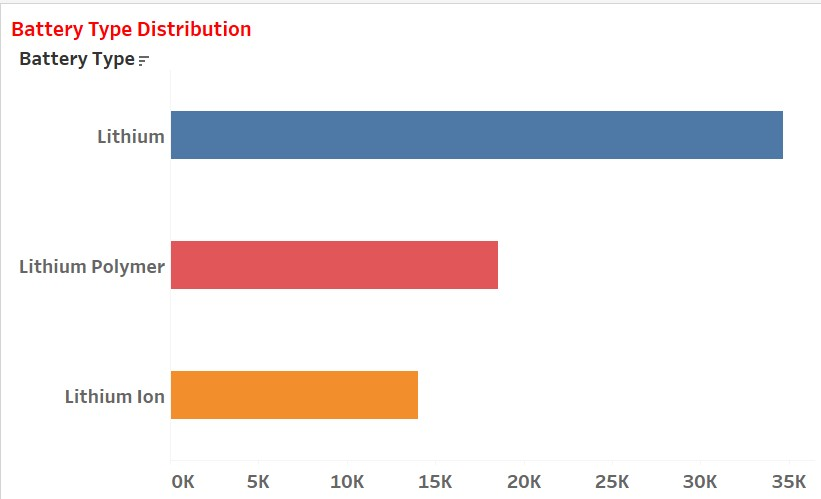 Battery Type Distribution
Battery Type
Lithium
Lithium Polymer
Lithium Ion
0K 5K 10K 15K 20K 25K 30K 35K